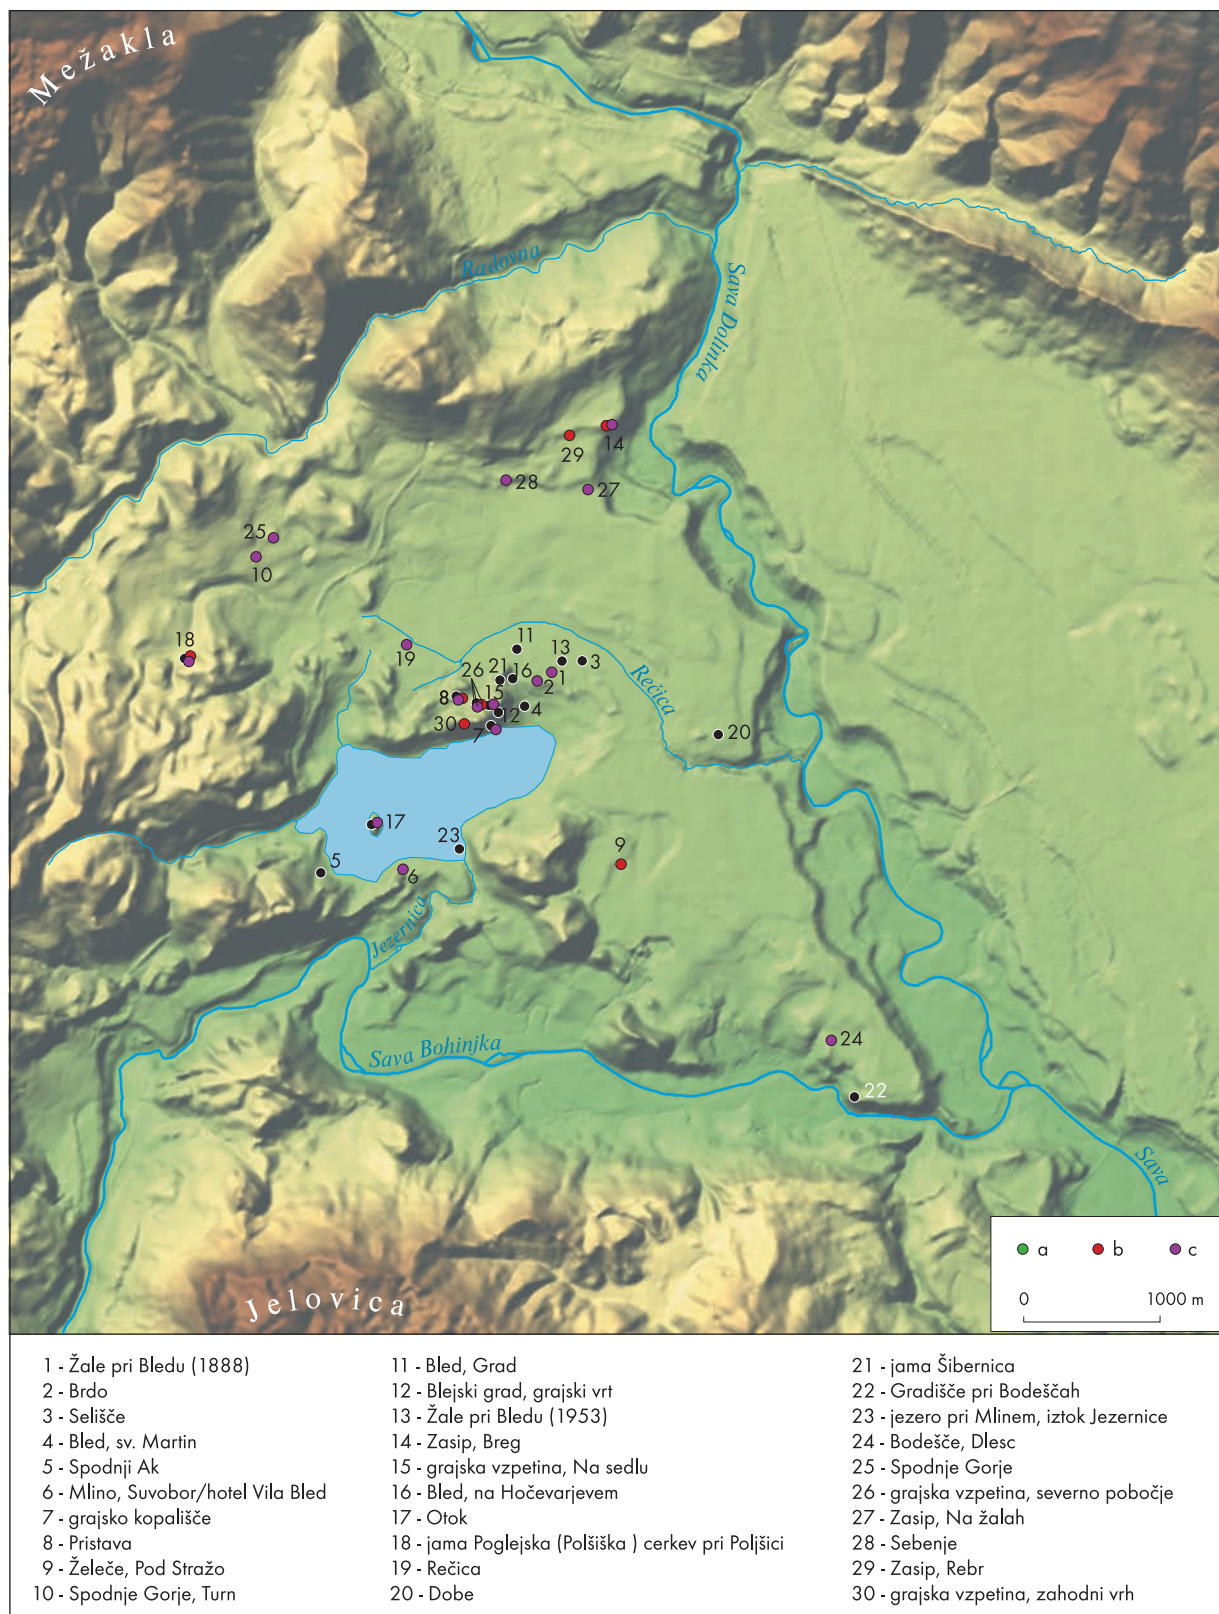 Mežakla
Radovna
Sava Dolinka
14
29
28
27
25
10
18
19
11
13
3
21
16
1
2
26
8
15
4
12
30
7
Rečica
20
17
23
5
6
9
Jezernica
Sava Bohinjka
24
22
Sava
Jelovica
a b c
0 1000 m
1 - Žale pri Bledu (1888)
2 - Brdo
3 - Selišče
4 - Bled, sv. Martin
5 - Spodnji Ak
6 - Mlino, Suvobor/hotel Vila Bled
7 - grajsko kopališče
8 - Pristava
9 - Želeče, Pod Stražo
10 - Spodnje Gorje, Turn
11 - Bled, Grad
12 - Blejski grad, grajski vrt
13 - Žale pri Bledu (1953)
14 - Zasip, Breg
15 - grajska vzpetina, Na sedlu
16 - Bled, na Hočevarjevem
17 - Otok
18 - jama Poglejska (Polšiška ) cerkev pri Poljšici
19 - Rečica
20 - Dobe
21 - jama Šibernica
22 - Gradišče pri Bodeščah
23 - jezero pri Mlinem, iztok Jezernice
24 - Bodešče, Dlesc
25 - Spodnje Gorje
26 - grajska vzpetina, severno pobočje
27 - Zasip, Na žalah
28 - Sebenje
29 - Zasip, Rebr
30 - grajska vzpetina, zahodni vrh